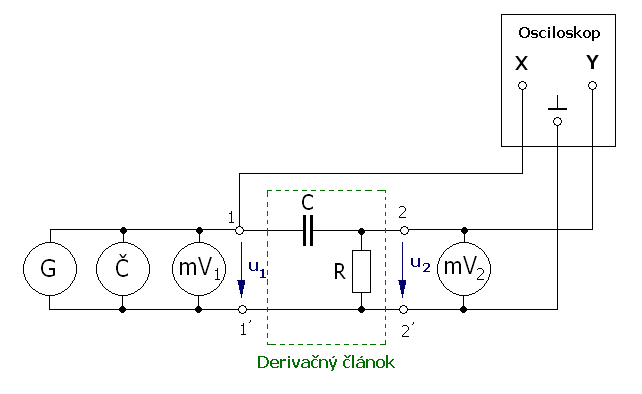 Osciloskop
X
Y
C
1
2
G
Č
mV1
u1
R
u2
mV2
1'
2'
Derivačný článok